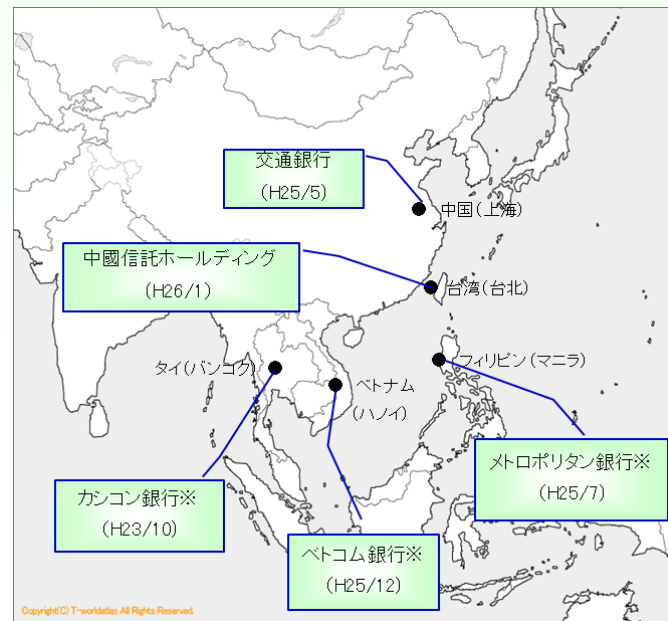 交通銀行
(H25/5)
中国(上海)
中國信託ホールディング
(H26/1)
台湾(台北)
タイ(バンコク)
フィリピン(マニラ)
ベトナム
(ハノイ)
メトロポリタン銀行※
(H25/7)
カシコン銀行※
(H23/10)
ベトコム銀行※
(H25/12)
Copyright(C) T-worldatlas All Rights Reserved.